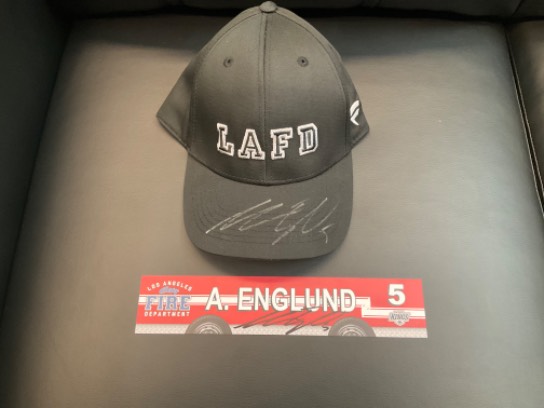 LAFD
LOS ANGELES
FIRE
DEPARTMENT
A. ENGLUND
5